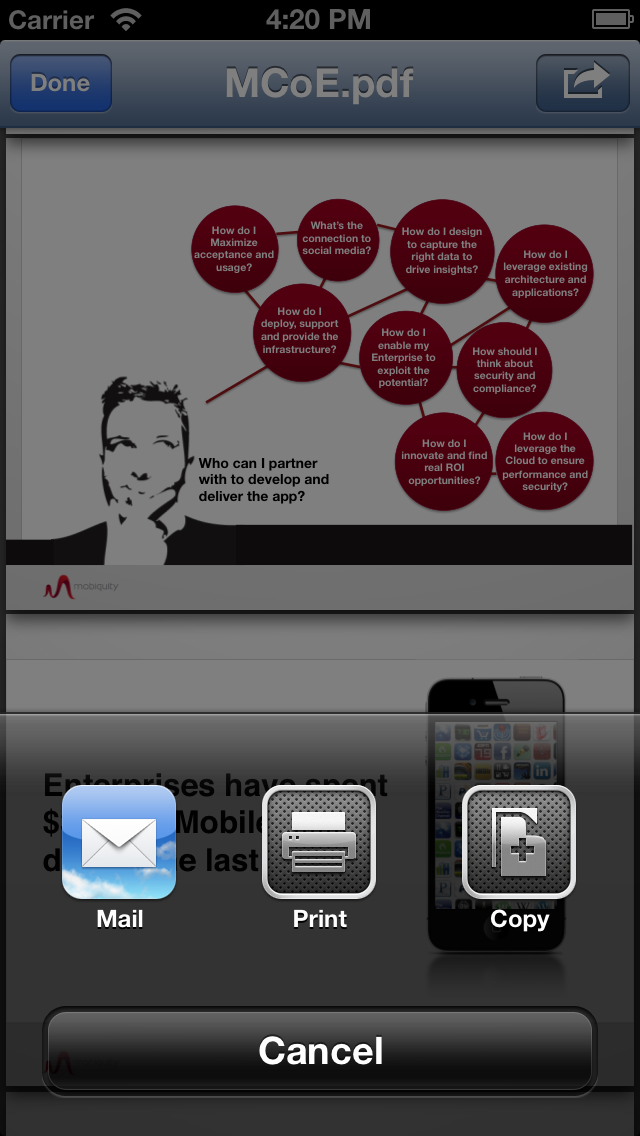 Carrier 4:20 PM
Done MCoE.pdf
How do I
Maximize
acceptance and
usage?
What's the
connection to
social media?
How do I design
to capture the
right data to
drive insights?
How do I
leverage existing
architecture and
applications?
How do I
deploy, support
and provide the
infrastructure?
How do I
enable my
Enterprise to
exploit the
potential?
How should I
think about
security and
compliance?
How do I
innovate and find
real ROI
opportunities?
How do I
leverage the
Cloud to ensure
performance and
security?
Who can I partner
with to develop and
deliver the app?
mobiquity
Enterprises have spent
$ Mobile
d e last
Mail Print Copy
Cancel